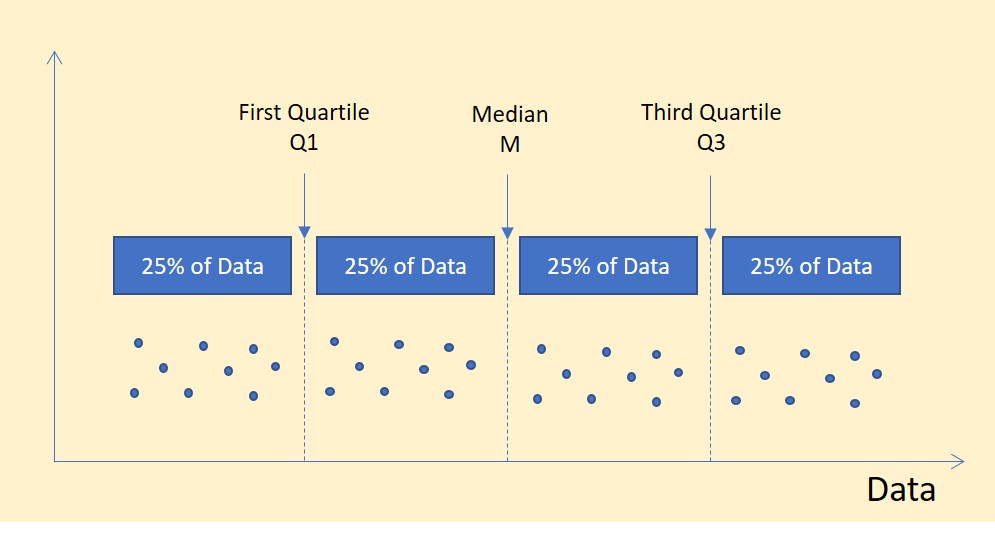 First Quartile
Q1
Median
M
Third Quartile
Q3
25% of Data
25% of Data
25% of Data
25% of Data
Data